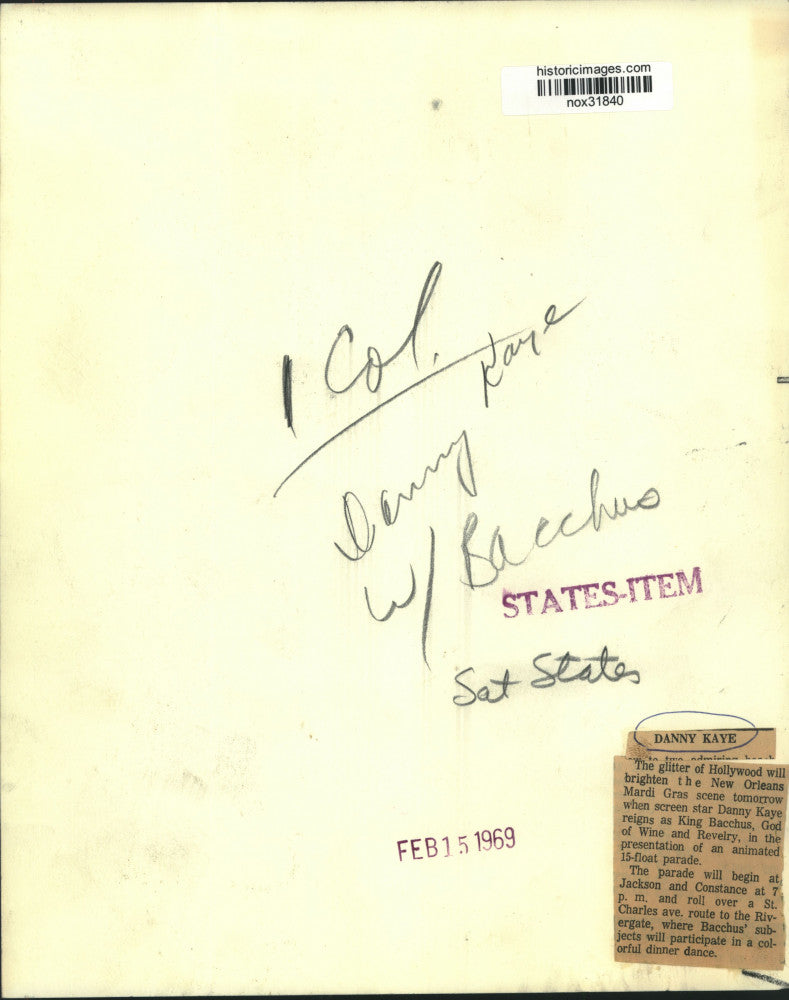 historicimages.com
nox31840
1 Col.
Danny Kaye
w/ Bacchus
STATES-ITEM
Sat States
DANNY KAYE
The glitter of Hollywood will
brighten the New Orleans
Mardi Gras scene tomorrow
when screen star Danny Kaye
reigns as King Bacchus, God
of Wine and Revelry, in the
presentation of an animated
15-float parade.
The parade will begin at
Jackson and Constance at 7
p. m. and roll over a St.
Charles ave. route to the Riv-
ergate, where Bacchus' sub-
jects will participate in a col-
orful dinner dance.
FEB 15 1969